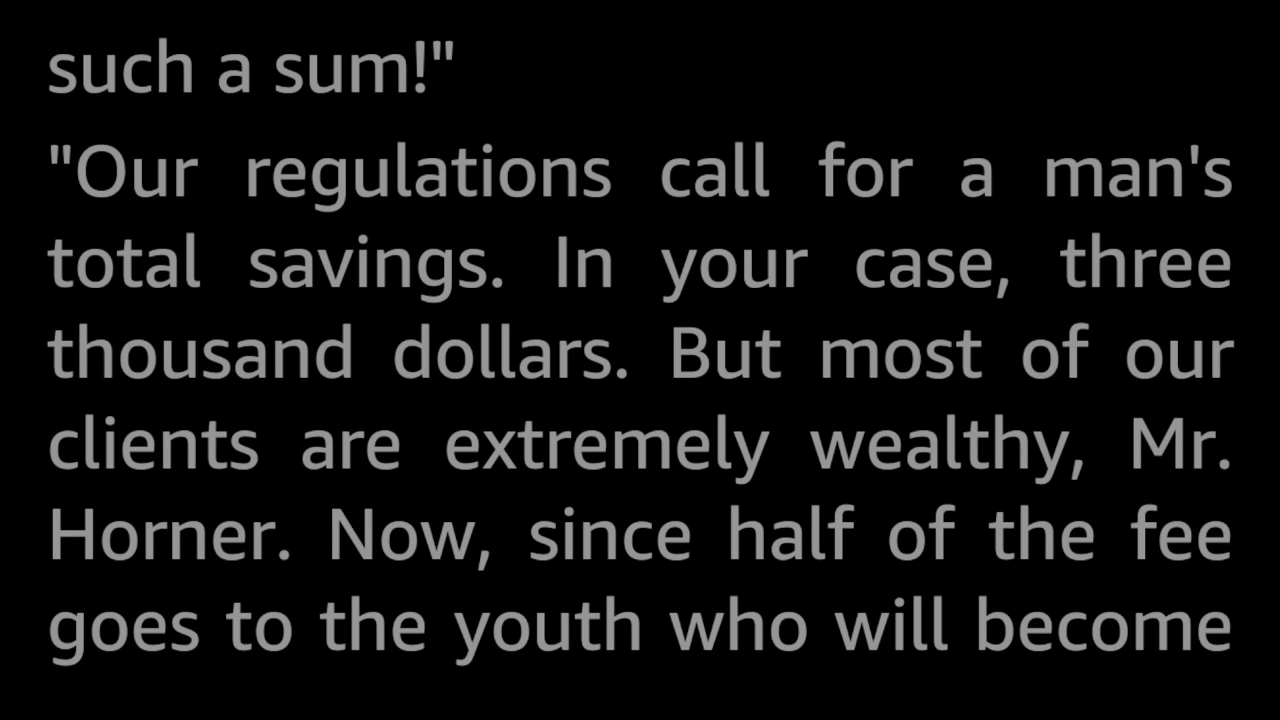 such a sum!"
"Our regulations call for a man's
total savings. In your case, three
thousand dollars. But most of our
clients are extremely wealthy, Mr.
Horner. Now, since half of the fee
goes to the youth who will become